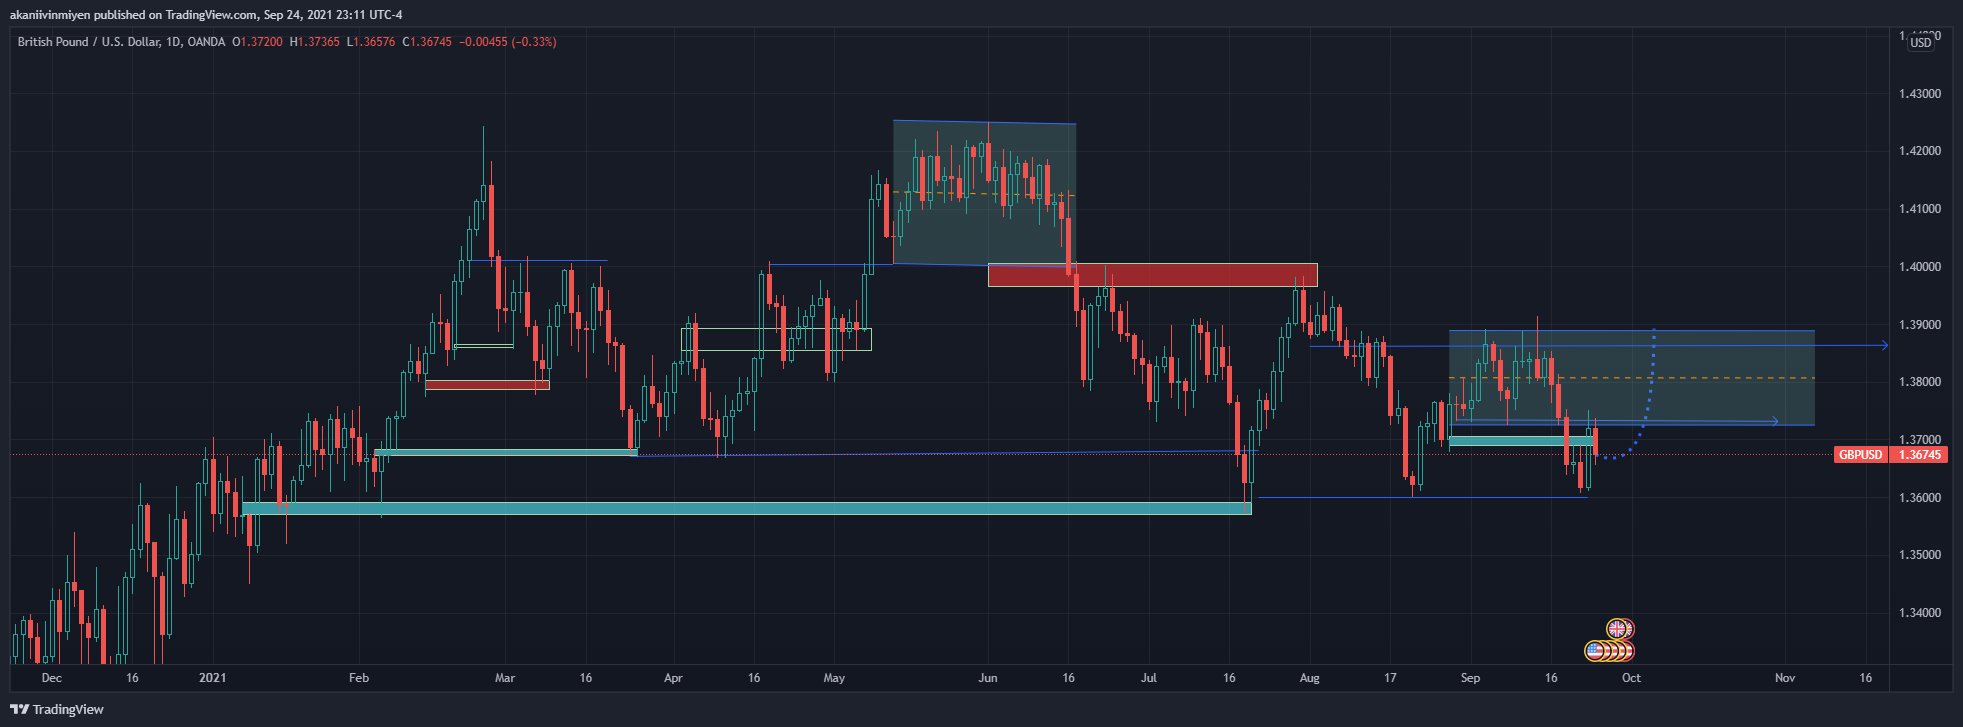 akaniivinmiyen published on TradingView.com, Sep 24, 2021 23:11 UTC-4
British Pound / U.S. Dollar, 1D, OANDA O1.37200 H1.37365 L1.36576 C1.36745 −0.00455 (−0.33%)
USD
1.43000
1.42000
1.41000
1.40000
1.39000
1.38000
1.37000
GBPUSD 1.36745
1.36000
1.35000
1.34000
Dec 16 2021 Feb Mar 16 Apr 16 May Jun 16 Jul 16 Aug 17 Sep 16 Oct Nov 16
TradingView